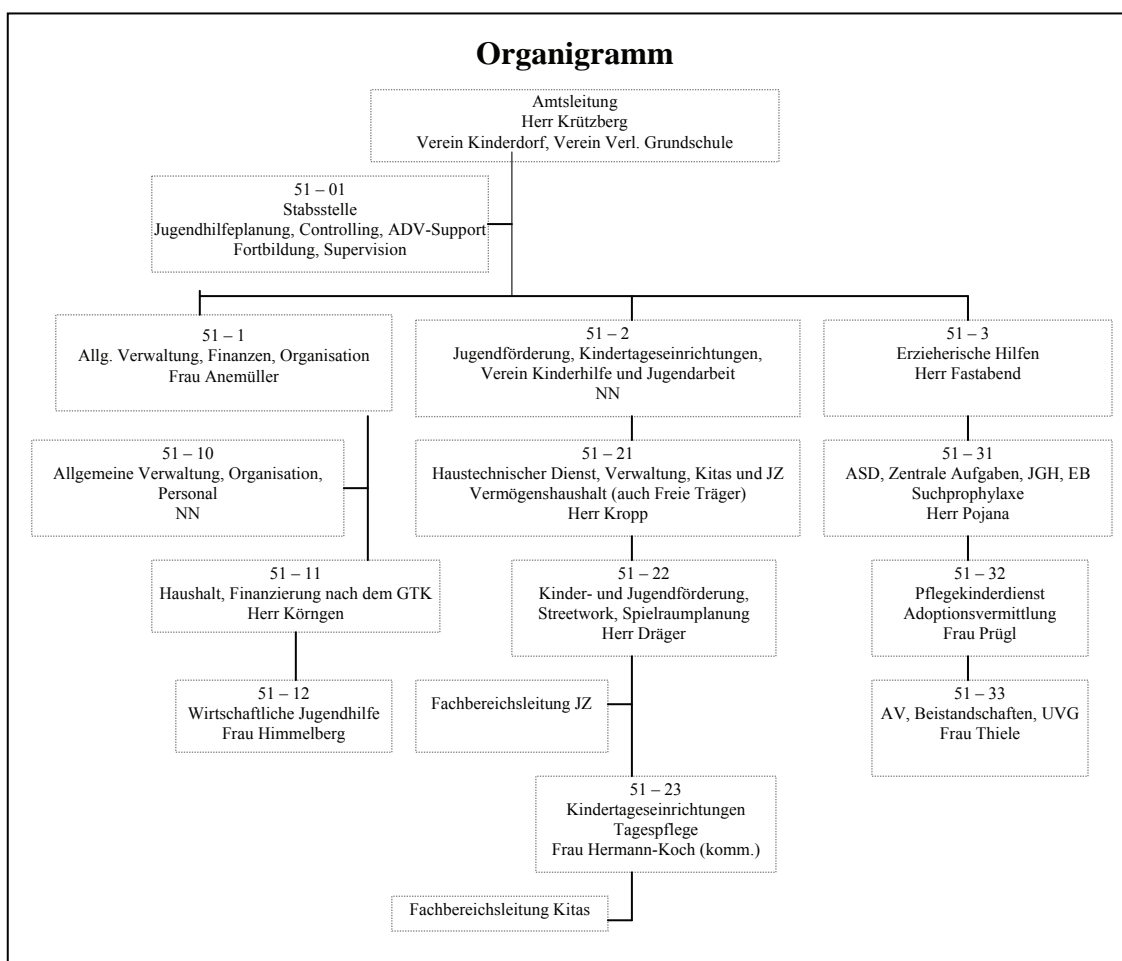 Organigramm
Amtsleitung
Herr Krützberg
Verein Kinderdorf, Verein Verl. Grundschule
51 – 01
Stabsstelle
Jugendhilfeplanung, Controlling, ADV-Support
Fortbildung, Supervision
51 – 1
Allg. Verwaltung, Finanzen, Organisation
Frau Anemüller
51 – 2
Jugendförderung, Kindertageseinrichtungen,
Verein Kinderhilfe und Jugendarbeit
NN
51 – 3
Erzieherische Hilfen
Herr Fastabend
51 – 10
Allgemeine Verwaltung, Organisation,
Personal
NN
51 – 21
Haustechnischer Dienst, Verwaltung, Kitas und JZ
Vermögenshaushalt (auch Freie Träger)
Herr Kropp
51 – 31
ASD, Zentrale Aufgaben, JGH, EB
Suchprophylaxe
Herr Pojana
51 – 11
Haushalt, Finanzierung nach dem GTK
Herr Körngen
51 – 22
Kinder- und Jugendförderung,
Streetwork, Spielraumplanung
Herr Dräger
51 – 32
Pflegekinderdienst
Adoptionsvermittlung
Frau Prügl
51 – 12
Wirtschaftliche Jugendhilfe
Frau Himmelberg
Fachbereichsleitung JZ
51 – 33
AV, Beistandschaften, UVG
Frau Thiele
51 – 23
Kindertageseinrichtungen
Tagespflege
Frau Hermann-Koch (komm.)
Fachbereichsleitung Kitas